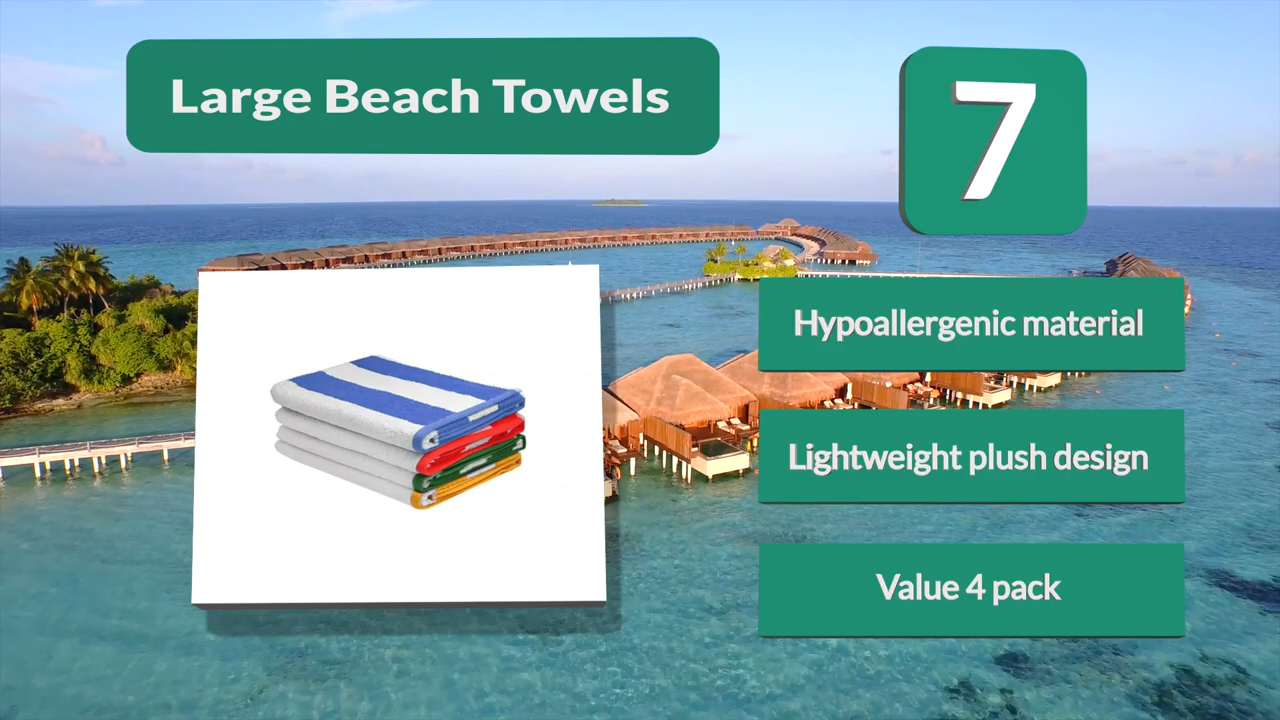 Large Beach Towels
7
Hypoallergenic material
Lightweight plush design
Value 4 pack